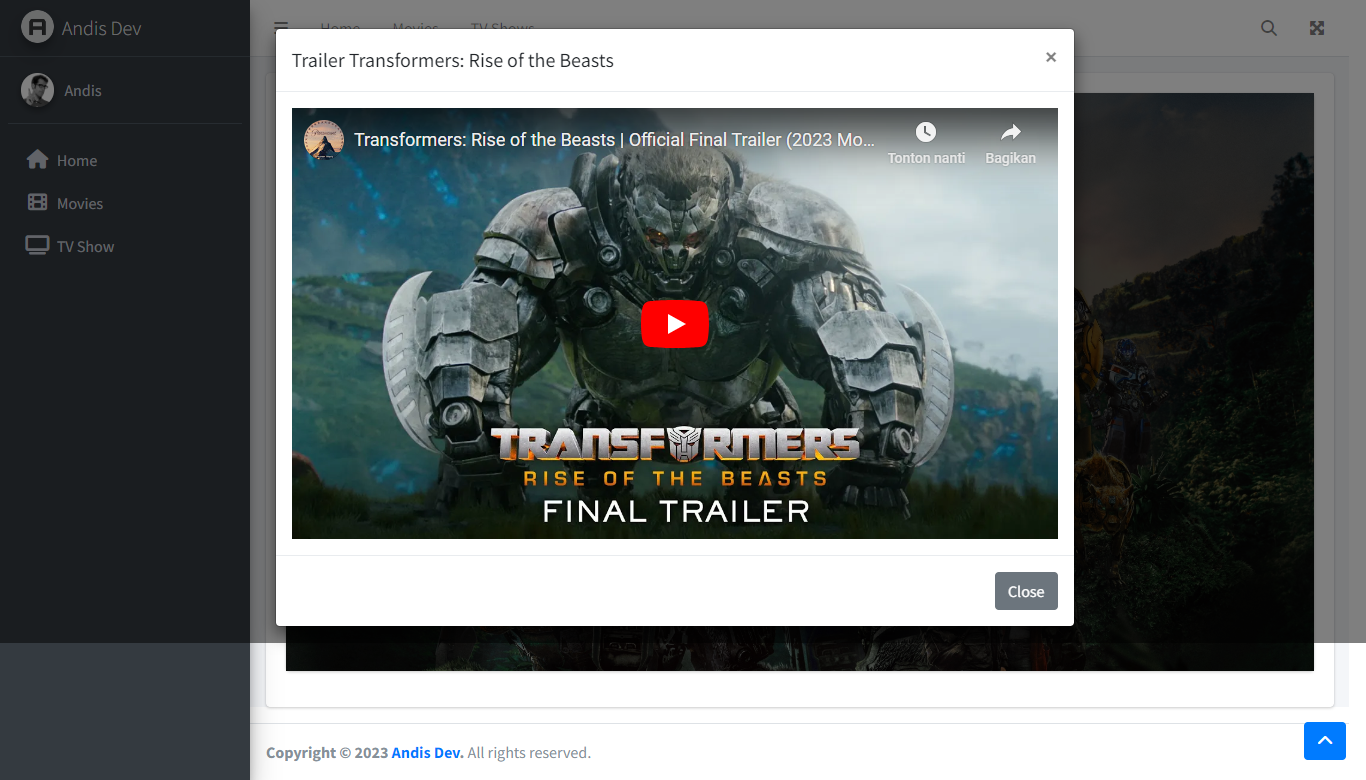 Andis Dev
Home
Movies
TV Shows
Andis
Home
Movies
TV Show
Trailer Transformers: Rise of the Beasts
×
Transformers: Rise of the Beasts | Official Final Trailer (2023 Mo...
Tonton nanti
Bagikan
TRANSFORMERS
RISE OF THE BEASTS
FINAL TRAILER
Close
Copyright © 2023 Andis Dev. All rights reserved.